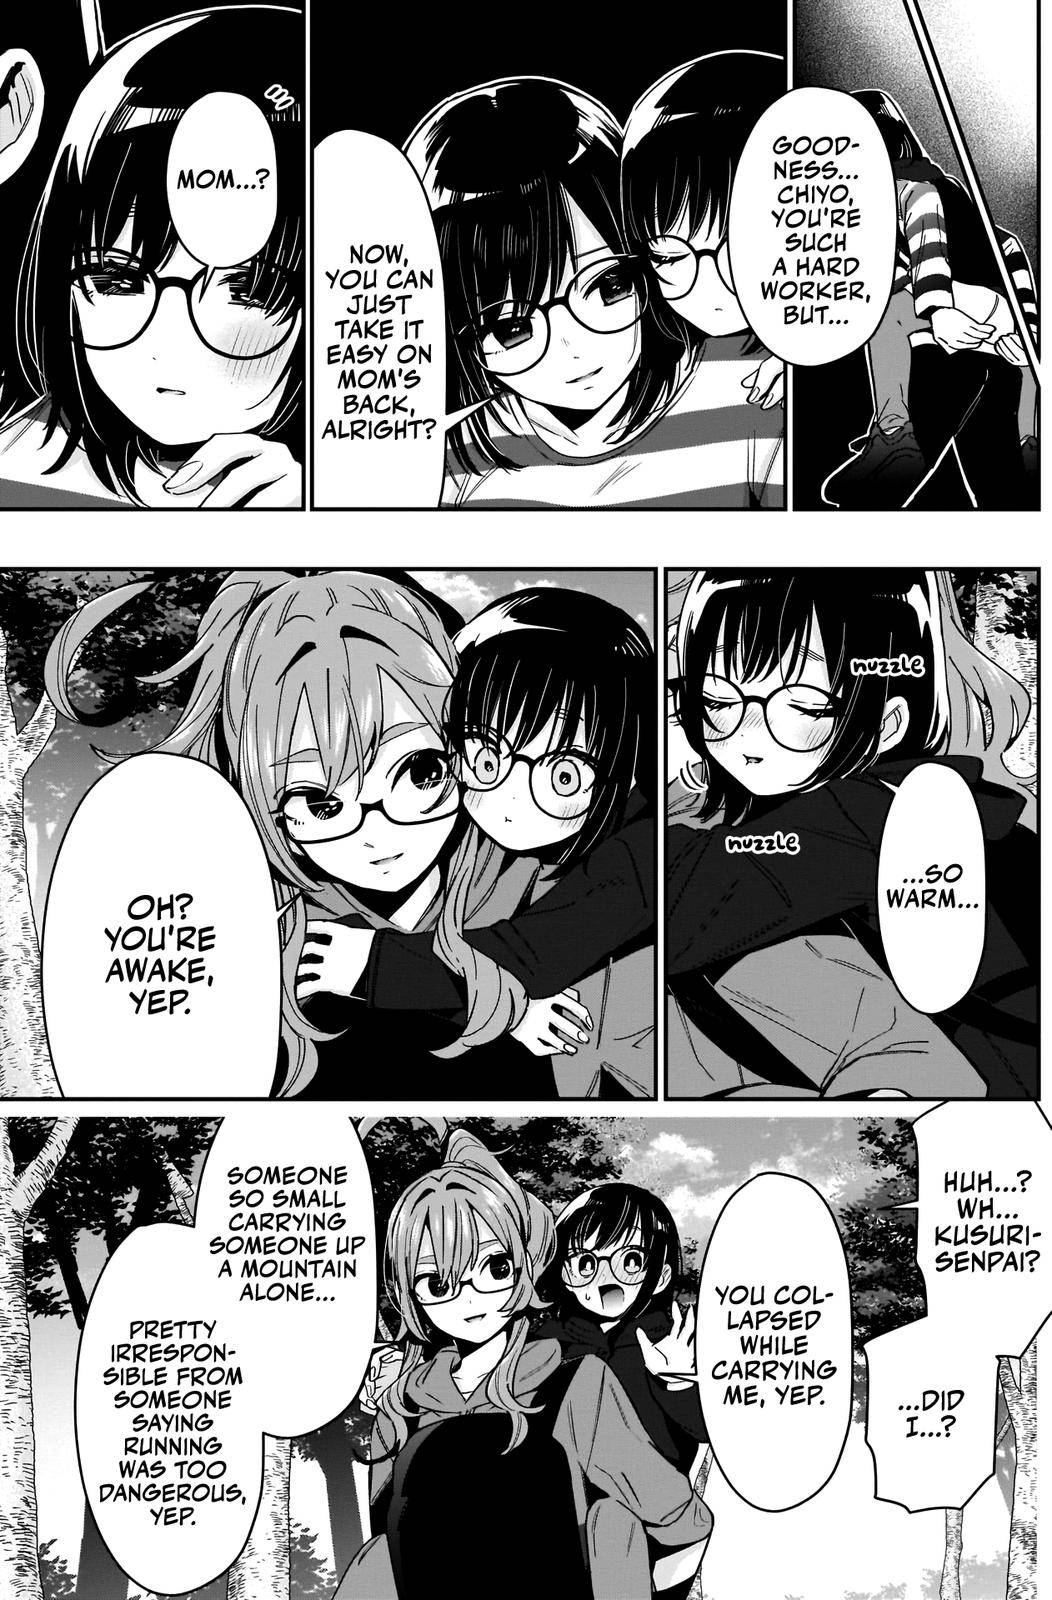 GOOD-
NESS...
CHIYO,
YOU'RE
SUCH
A HARD
WORKER,
BUT...
NOW,
YOU CAN
JUST
TAKE IT
EASY ON
MOM'S
BACK,
ALRIGHT?
MOM...?
nuzzle
nuzzle
...SO
WARM...
OH?
YOU'RE
AWAKE,
YEP.
HUH...?
WH...
KUSURI-
SENPAI?
...DID
I...?
YOU COL-
LAPSED
WHILE
CARRYING
ME, YEP.
SOMEONE
SO SMALL
CARRYING
SOMEONE UP
A MOUNTAIN
ALONE...
PRETTY
IRRESPON-
SIBLE FROM
SOMEONE
SAYING
RUNNING
WAS TOO
DANGEROUS,
YEP.